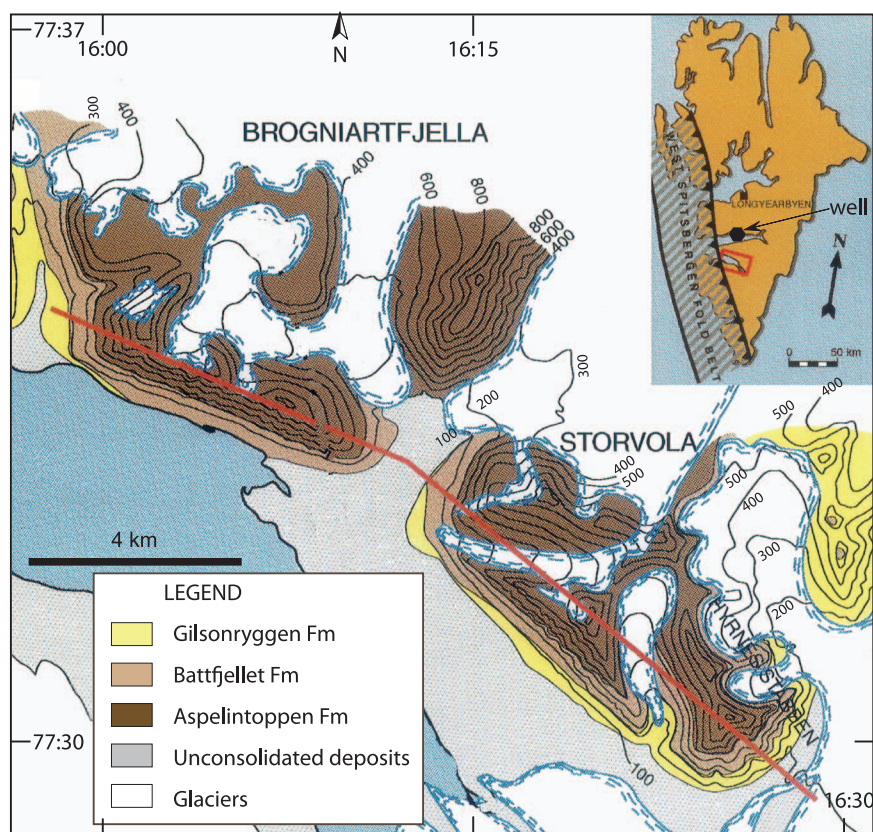 77:37
16:00
N
16:15
300
400
BROGNIARTFJELLA
400
600
800
800
600
400
WEST SPITSBERGEN FOLD BELT
LONGYEARBYEN
well
N
0 50 km
300
200
100
STORVOLA
400
500
500
400
500
400
300
200
HYRNESTABBEN
4 km
LEGEND
Gilsonryggen Fm
Battfjellet Fm
Aspelintoppen Fm
Unconsolidated deposits
Glaciers
77:30
100
16:30